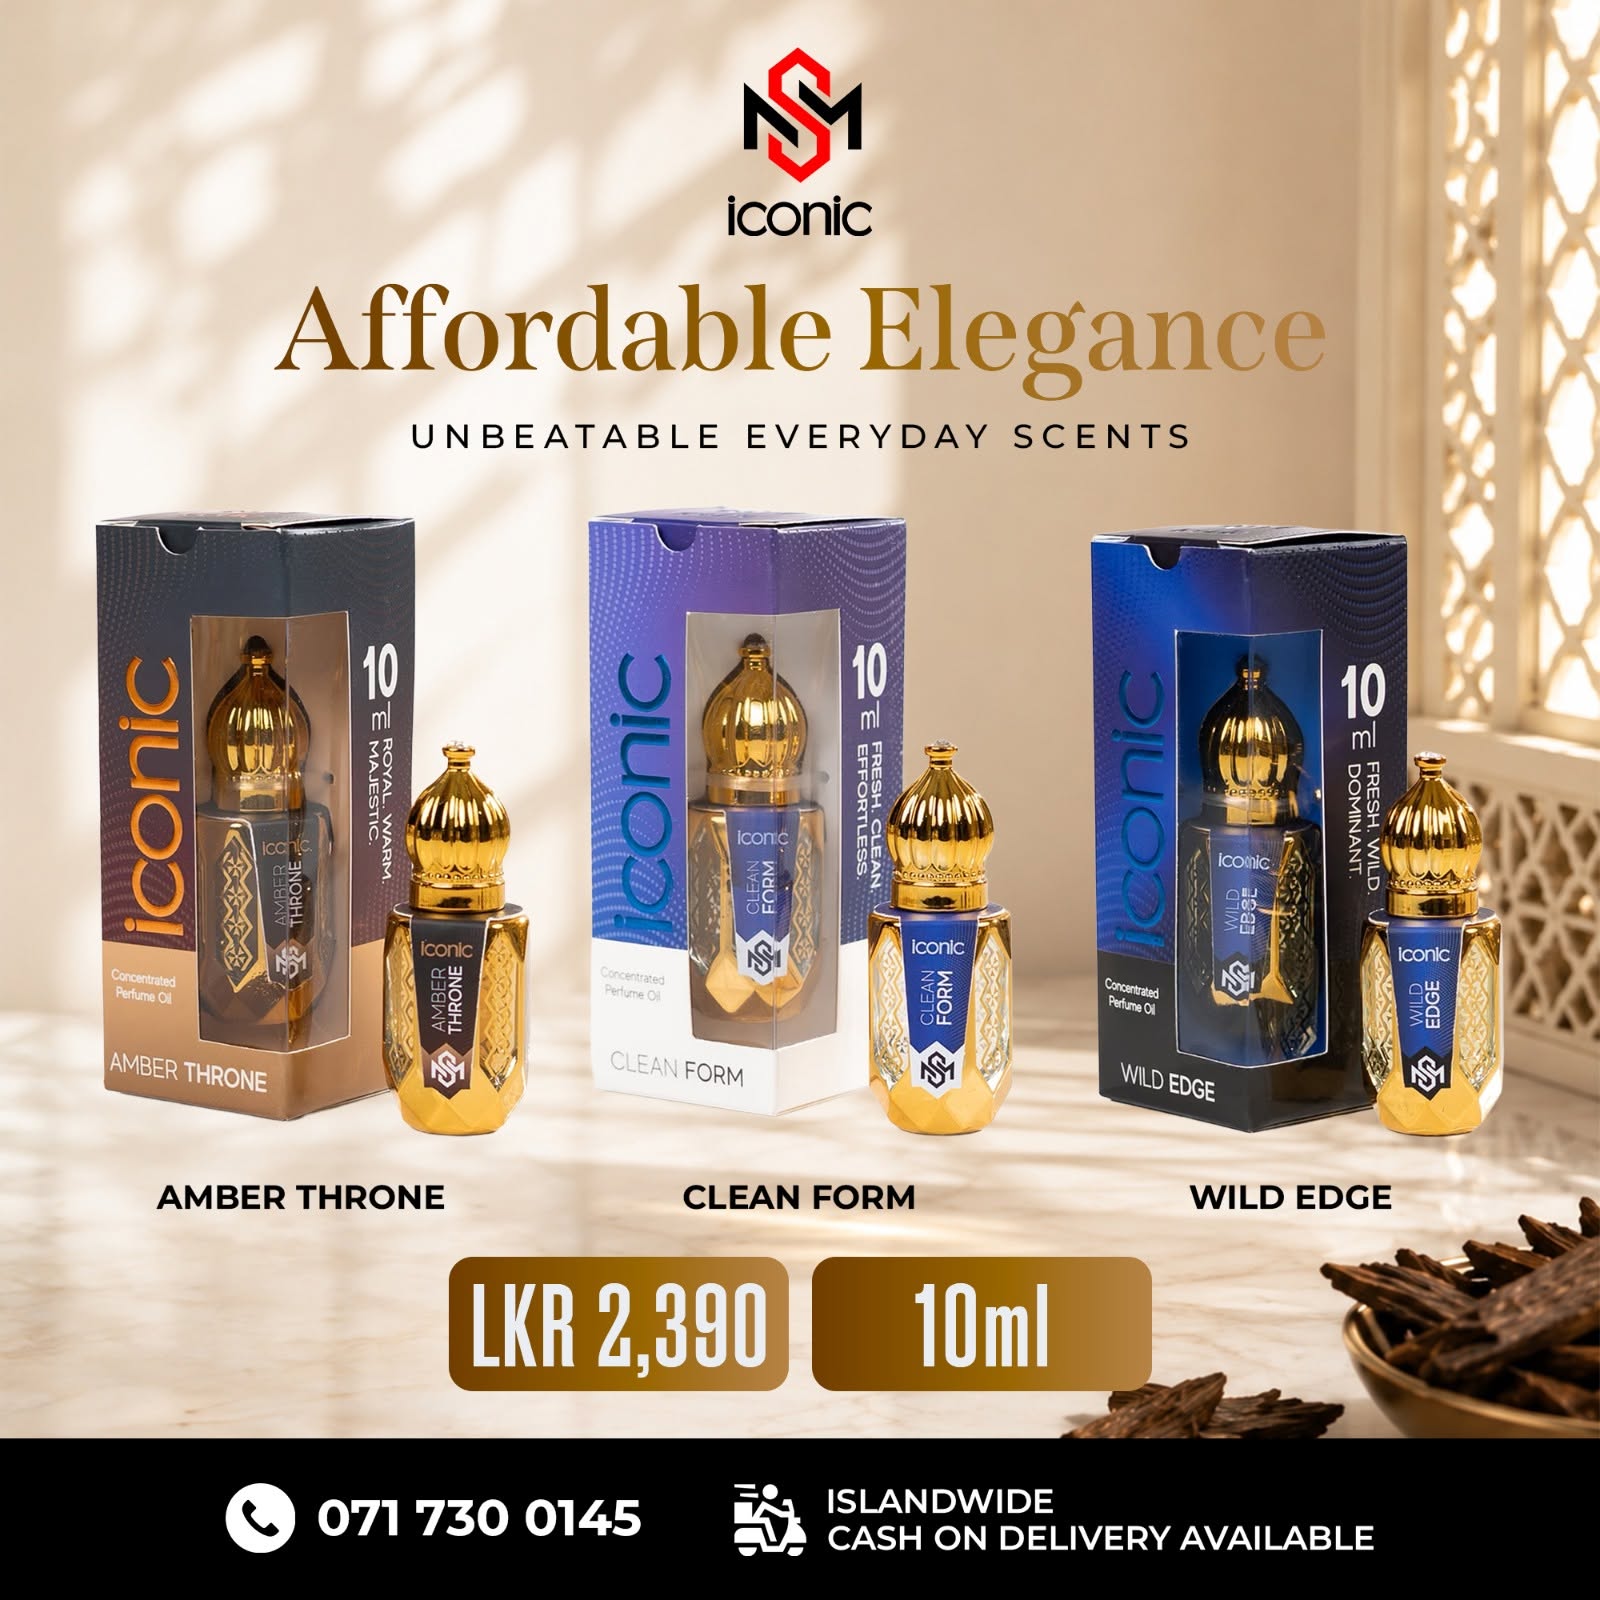 SM
iconic
Affordable Elegance
UNBEATABLE EVERYDAY SCENTS
iconic
10
ml
ROYAL. WARM.
MAJESTIC.
iconic
AMBER
THRONE
Concentrated
Perfume Oil
AMBER THRONE
iconic
AMBER
THRONE
iconic
10
ml
FRESH. CLEAN.
EFFORTLESS.
iconic
CLEAN
FORM
Concentrated
Perfume Oil
CLEAN FORM
iconic
CLEAN
FORM
iconic
10
ml
FRESH. WILD.
DOMINANT.
iconic
WILD
EDGE
Concentrated
Perfume Oil
WILD EDGE
iconic
WILD
EDGE
AMBER THRONE
CLEAN FORM
WILD EDGE
LKR 2,390
10ml
071 730 0145
ISLANDWIDE
CASH ON DELIVERY AVAILABLE